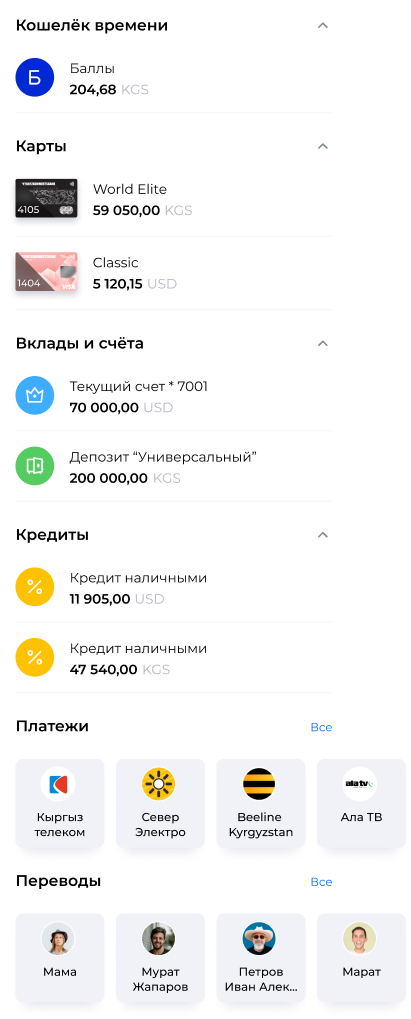 Кошелёк времени
Б
Баллы
204,68 KGS
Карты
World Elite
4105
59 050,00 KGS
Classic
1404
VISA
5 120,15 USD
Вклады и счёта
Текущий счет * 7001
70 000,00 USD
Депозит “Универсальный”
200 000,00 KGS
Кредиты
Кредит наличными
11 905,00 USD
Кредит наличными
47 540,00 KGS
Платежи Все
Кыргыз телеком
Север Электро
Beeline Kyrgyzstan
alatv
Ала ТВ
Переводы Все
Мама
Мурат Жапаров
Петров Иван Алек...
Марат